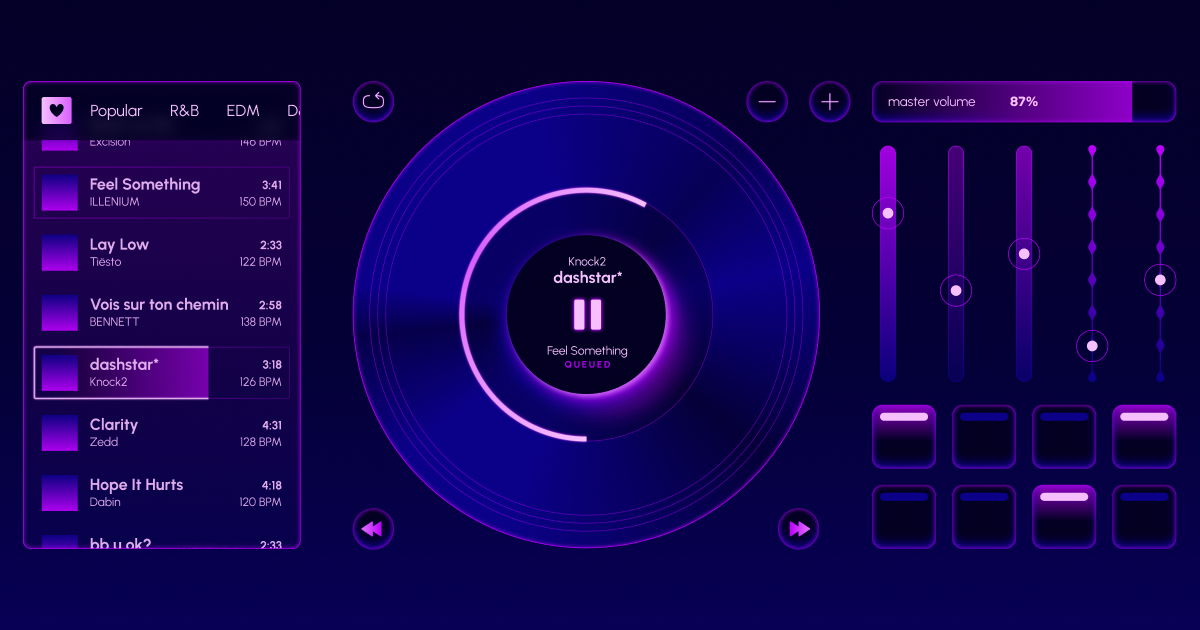 Popular R&B EDM
Excision 146 BPM
Feel Something 3:41
ILLENIUM 150 BPM
Lay Low 2:33
Tiësto 122 BPM
Vois sur ton chemin 2:58
BENNETT 138 BPM
dashstar* 3:18
Knock2 126 BPM
Clarity 4:31
Zedd 128 BPM
Hope It Hurts 4:18
Dabin 120 BPM
bb u ok? 2:33
Knock2
dashstar*
Feel Something
QUEUED
master volume 87%